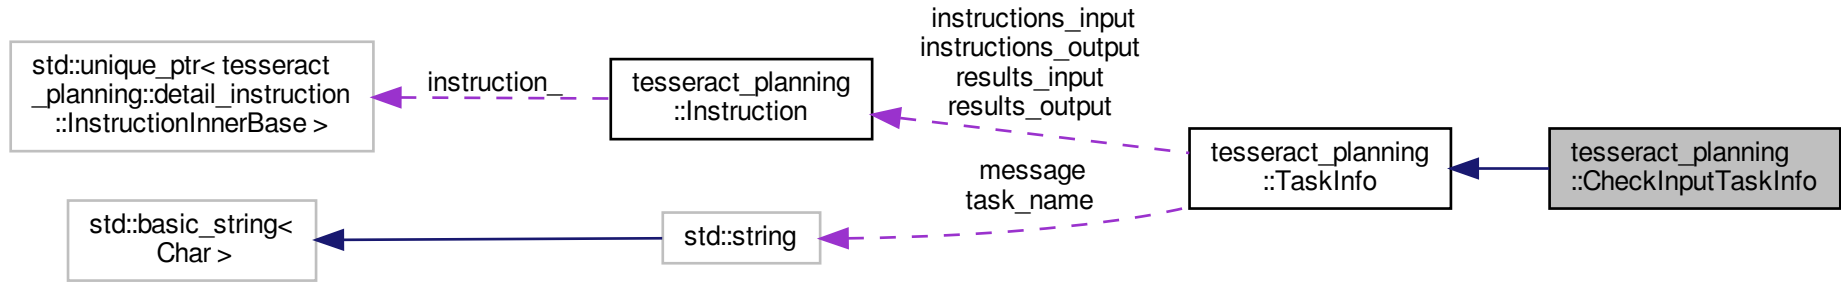 std::unique_ptr< tesseract
_planning::detail_instruction
::InstructionInnerBase >
instruction_
tesseract_planning
::Instruction
instructions_input
instructions_output
results_input
results_output
tesseract_planning
::TaskInfo
tesseract_planning
::CheckInputTaskInfo
message
task_name
std::basic_string<
Char >
std::string